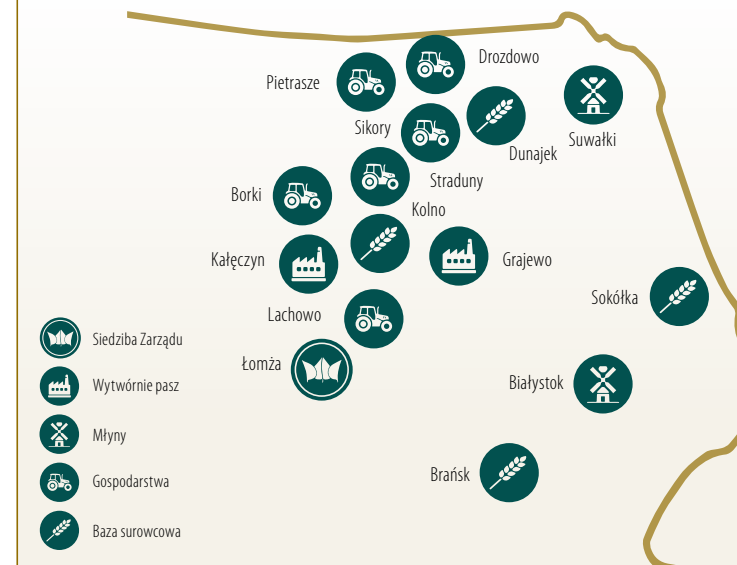 Drozdowo
Pietrasze
Sikory
Suwałki
Dunajek
Straduny
Borki
Kolno
Kałęczyn
Grajewo
Sokółka
Lachowo
Siedziba Zarządu
Łomża
Wytwórnie pasz
Białystok
Młyny
Brańsk
Gospodarstwa
Baza surowcowa